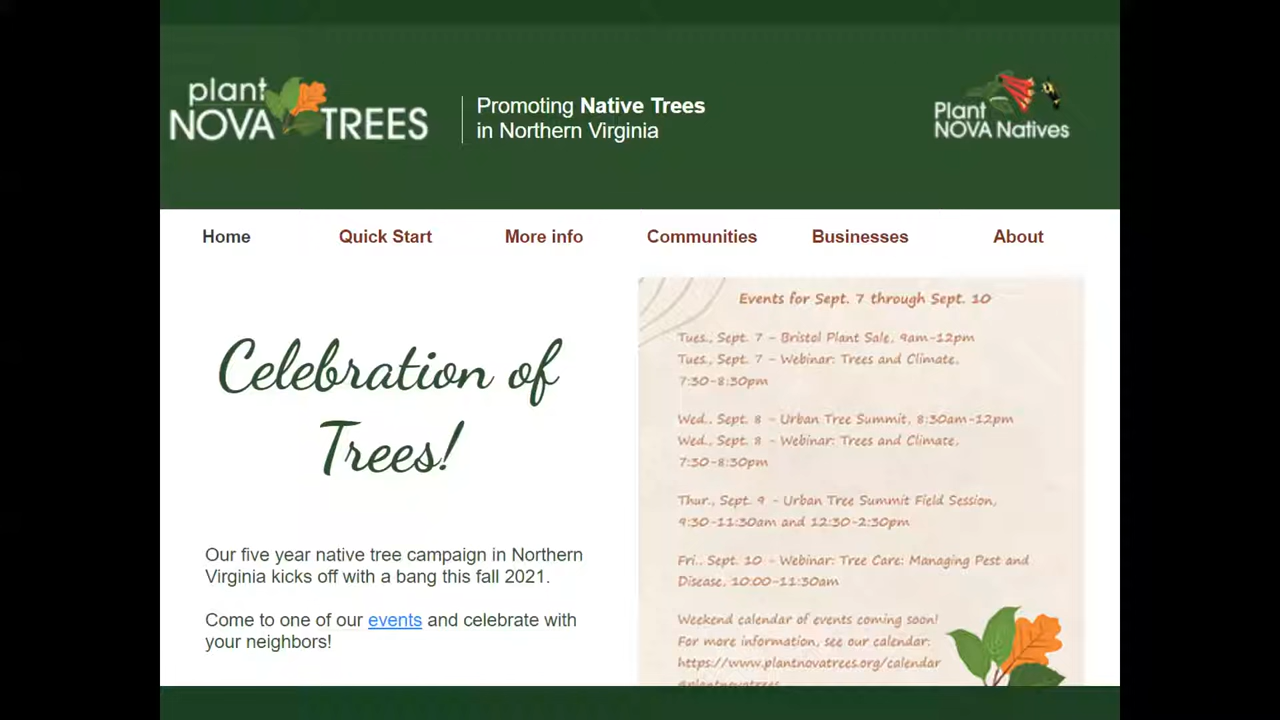 plant
NOVA TREES
Promoting Native Trees
in Northern Virginia
Plant
NOVA Natives
Home
Quick Start
More info
Communities
Businesses
About
Celebration of
Trees!
Our five year native tree campaign in Northern
Virginia kicks off with a bang this fall 2021.
Come to one of our events and celebrate with
your neighbors!
Events for Sept. 7 through Sept. 10
Tues., Sept. 7 - Bristol Plant Sale, 9am-12pm
Tues., Sept. 7 - Webinar: Trees and Climate,
7:30-8:30pm
Wed., Sept. 8 - Urban Tree Summit, 8:30am-12pm
Wed., Sept. 8 - Webinar: Trees and Climate,
7:30-8:30pm
Thur., Sept. 9 - Urban Tree Summit Field Session,
9:30-11:30am and 12:30-2:30pm
Fri., Sept. 10 - Webinar: Tree Care: Managing Pest and
Disease, 10:00-11:30am
Weekend calendar of events coming soon!
For more information, see our calendar:
https://www.plantnovatrees.org/calendar
@plantnovatrees